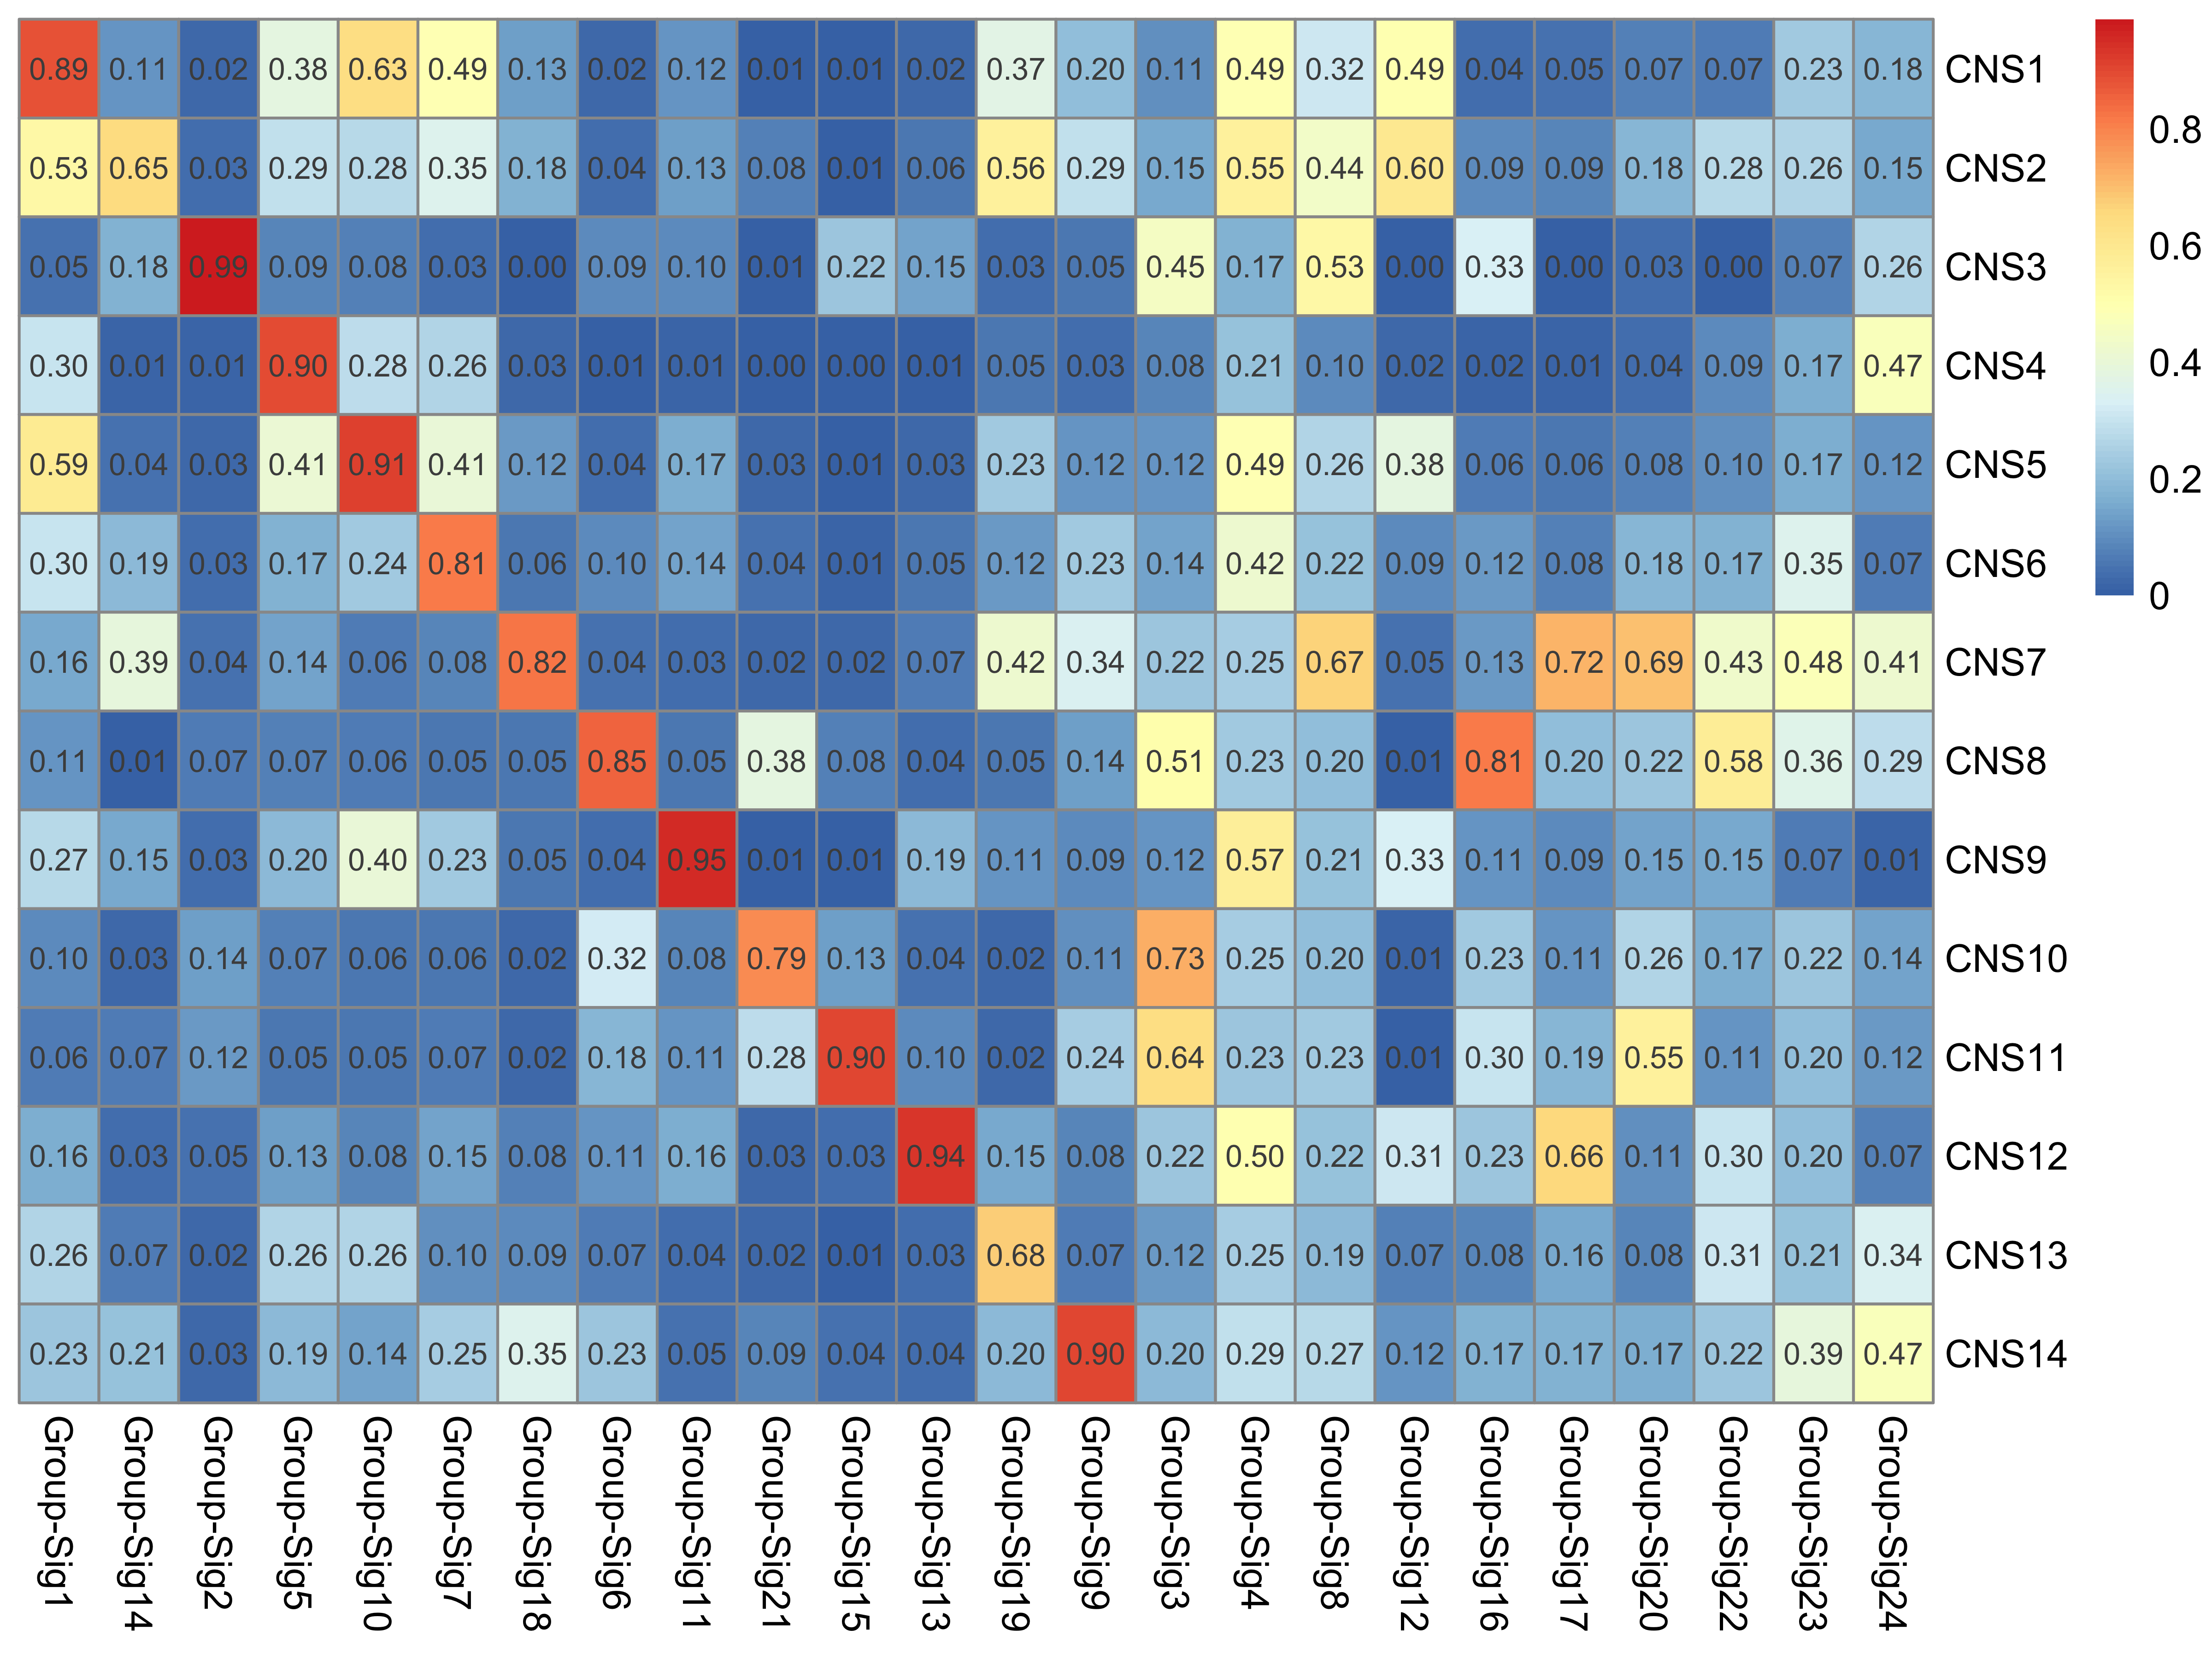 0.89 0.11 0.02 0.38 0.63 0.49 0.13 0.02 0.12 0.01 0.01 0.02 0.37 0.20 0.11 0.49 0.32 0.49 0.04 0.05 0.07 0.07 0.23 0.18 CNS1
0.53 0.65 0.03 0.29 0.28 0.35 0.18 0.04 0.13 0.08 0.01 0.06 0.56 0.29 0.15 0.55 0.44 0.60 0.09 0.09 0.18 0.28 0.26 0.15 CNS2
0.05 0.18 0.99 0.09 0.08 0.03 0.00 0.09 0.10 0.01 0.22 0.15 0.03 0.05 0.45 0.17 0.53 0.00 0.33 0.00 0.03 0.00 0.07 0.26 CNS3
0.30 0.01 0.01 0.90 0.28 0.26 0.03 0.01 0.01 0.00 0.00 0.01 0.05 0.03 0.08 0.21 0.10 0.02 0.02 0.01 0.04 0.09 0.17 0.47 CNS4
0.59 0.04 0.03 0.41 0.91 0.41 0.12 0.04 0.17 0.03 0.01 0.03 0.23 0.12 0.12 0.49 0.26 0.38 0.06 0.06 0.08 0.10 0.17 0.12 CNS5
0.30 0.19 0.03 0.17 0.24 0.81 0.06 0.10 0.14 0.04 0.01 0.05 0.12 0.23 0.14 0.42 0.22 0.09 0.12 0.08 0.18 0.17 0.35 0.07 CNS6
0.16 0.39 0.04 0.14 0.06 0.08 0.82 0.04 0.03 0.02 0.02 0.07 0.42 0.34 0.22 0.25 0.67 0.05 0.13 0.72 0.69 0.43 0.48 0.41 CNS7
0.11 0.01 0.07 0.07 0.06 0.05 0.05 0.85 0.05 0.38 0.08 0.04 0.05 0.14 0.51 0.23 0.20 0.01 0.81 0.20 0.22 0.58 0.36 0.29 CNS8
0.27 0.15 0.03 0.20 0.40 0.23 0.05 0.04 0.95 0.01 0.01 0.19 0.11 0.09 0.12 0.57 0.21 0.33 0.11 0.09 0.15 0.15 0.07 0.01 CNS9
0.10 0.03 0.14 0.07 0.06 0.06 0.02 0.32 0.08 0.79 0.13 0.04 0.02 0.11 0.73 0.25 0.20 0.01 0.23 0.11 0.26 0.17 0.22 0.14 CNS10
0.06 0.07 0.12 0.05 0.05 0.07 0.02 0.18 0.11 0.28 0.90 0.10 0.02 0.24 0.64 0.23 0.23 0.01 0.30 0.19 0.55 0.11 0.20 0.12 CNS11
0.16 0.03 0.05 0.13 0.08 0.15 0.08 0.11 0.16 0.03 0.03 0.94 0.15 0.08 0.22 0.50 0.22 0.31 0.23 0.66 0.11 0.30 0.20 0.07 CNS12
0.26 0.07 0.02 0.26 0.26 0.10 0.09 0.07 0.04 0.02 0.01 0.03 0.68 0.07 0.12 0.25 0.19 0.07 0.08 0.16 0.08 0.31 0.21 0.34 CNS13
0.23 0.21 0.03 0.19 0.14 0.25 0.35 0.23 0.05 0.09 0.04 0.04 0.20 0.90 0.20 0.29 0.27 0.12 0.17 0.17 0.17 0.22 0.39 0.47 CNS14
Group-Sig1
Group-Sig14
Group-Sig2
Group-Sig5
Group-Sig10
Group-Sig7
Group-Sig18
Group-Sig6
Group-Sig11
Group-Sig21
Group-Sig15
Group-Sig13
Group-Sig19
Group-Sig9
Group-Sig3
Group-Sig4
Group-Sig8
Group-Sig12
Group-Sig16
Group-Sig17
Group-Sig20
Group-Sig22
Group-Sig23
Group-Sig24
0.8
0.6
0.4
0.2
0